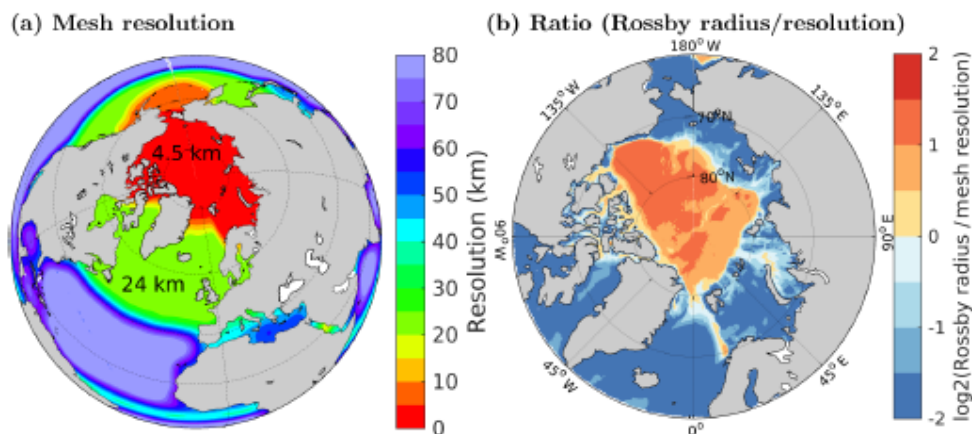 (a) Mesh resolution
4.5 km
24 km
80
70
60
50
40
30
20
10
0
Resolution (km)
(b) Ratio (Rossby radius/resolution)
180° W
135° W
135° E
70°N
80°N
90° W
90° E
45° W
45° E
0°
2
1
0
-1
-2
log2(Rossby radius / mesh resolution)